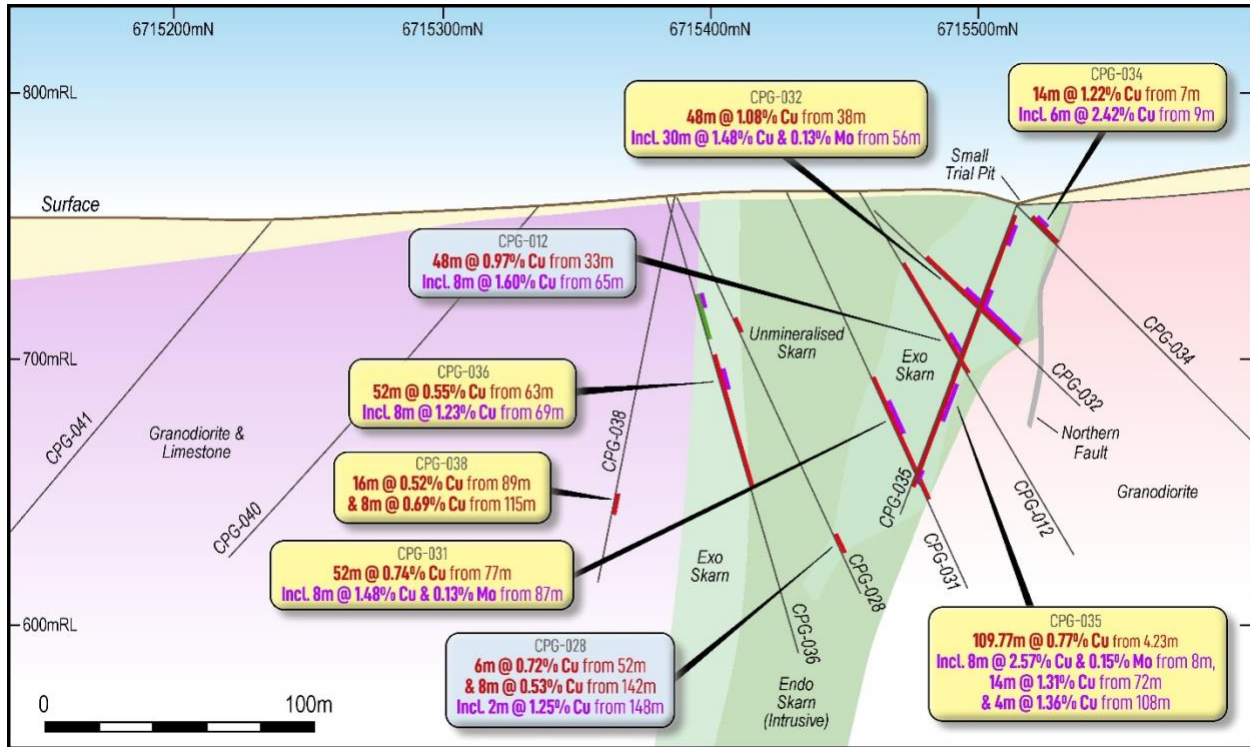 6715200mN
6715300mN
6715400mN
6715500mN
800mRL
CPG-034
14m @ 1.22% Cu from 7m
Incl. 6m @ 2.42% Cu from 9m
CPG-032
48m @ 1.08% Cu from 38m
Incl. 30m @ 1.48% Cu & 0.13% Mo from 56m
Small
Trial Pit
Surface
CPG-012
48m @ 0.97% Cu from 33m
Incl. 8m @ 1.60% Cu from 65m
Unmineralised
Skarn
Exo
Skarn
700mRL
CPG-034
CPG-032
CPG-036
52m @ 0.55% Cu from 63m
Incl. 8m @ 1.23% Cu from 69m
CPG-041
Granodiorite &
Limestone
CPG-038
Northern
Fault
Granodiorite
CPG-038
16m @ 0.52% Cu from 89m
& 8m @ 0.69% Cu from 115m
CPG-040
CPG-035
CPG-012
CPG-031
52m @ 0.74% Cu from 77m
Incl. 8m @ 1.48% Cu & 0.13% Mo from 87m
Exo
Skarn
CPG-028
CPG-031
CPG-036
600mRL
CPG-035
109.77m @ 0.77% Cu from 4.23m
Incl. 8m @ 2.57% Cu & 0.15% Mo from 8m,
14m @ 1.31% Cu from 72m
& 4m @ 1.36% Cu from 108m
CPG-028
6m @ 0.72% Cu from 52m
& 8m @ 0.53% Cu from 142m
Incl. 2m @ 1.25% Cu from 148m
Endo
Skarn
(Intrusive)
0
100m